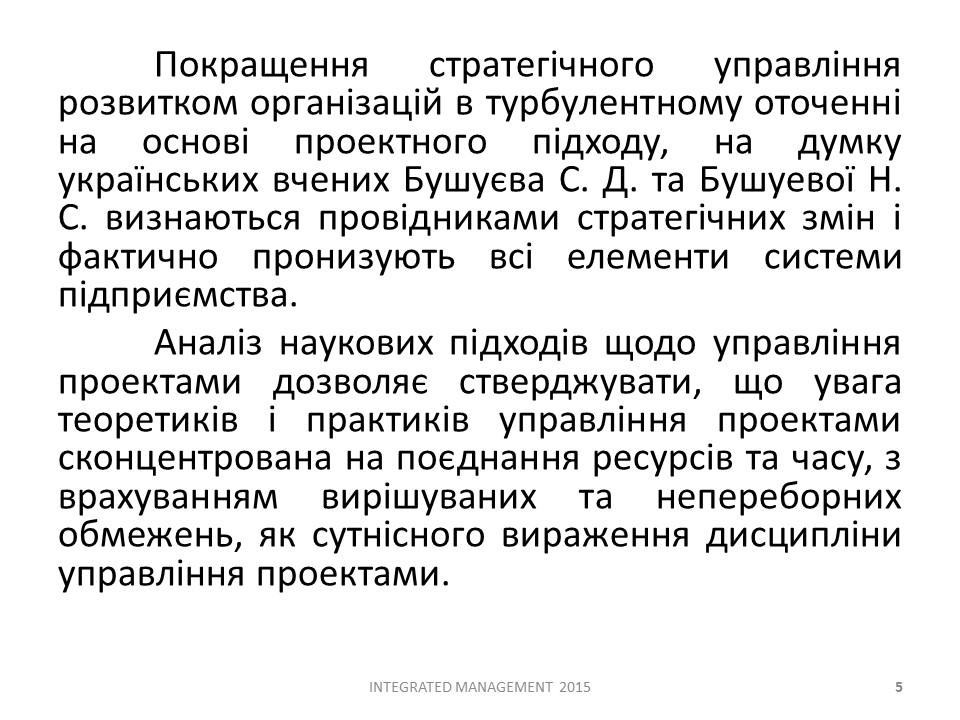 Покращення стратегічного управління
розвитком організацій в турбулентному оточенні
на основі проектного підходу, на думку
українських вчених Бушуєва С. Д. та Бушуевої Н.
С. визнаються провідниками стратегічних змін і
фактично пронизують всі елементи системи
підприємства.
Аналіз наукових підходів щодо управління
проектами дозволяє стверджувати, що увага
теоретиків і практиків управління проектами
сконцентрована на поєднання ресурсів та часу, з
врахуванням вирішуваних та непереборних
обмежень, як сутнісного вираження дисципліни
управління проектами.
INTEGRATED MANAGEMENT 2015
5